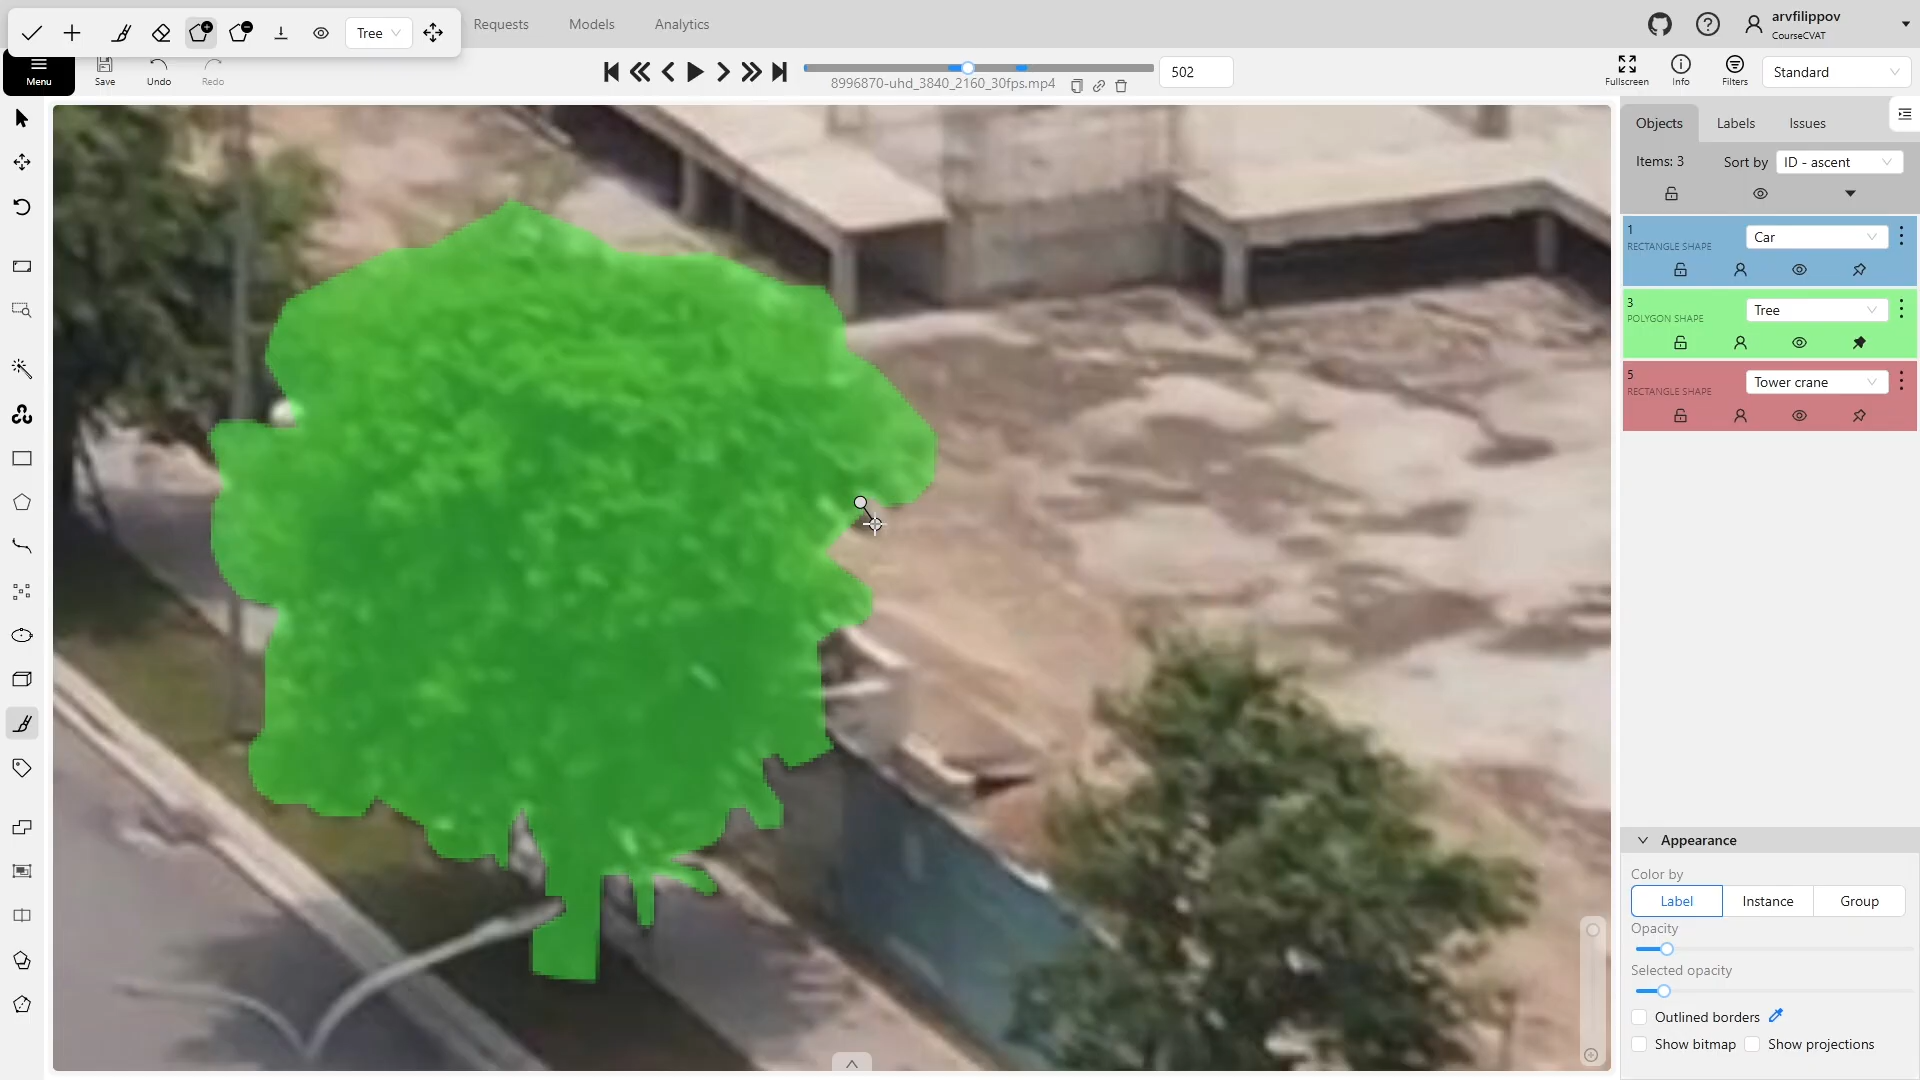 Tree
Requests
Models
Analytics
arvfilippov
CourseCVAT
Menu
Save
Undo
Redo
8996870-uhd_3840_2160_30fps.mp4
502
Fullscreen
Info
Filters
Standard
Objects
Labels
Issues
Items: 3
Sort by
ID - ascent
1
RECTANGLE SHAPE
Car
3
POLYGON SHAPE
Tree
5
RECTANGLE SHAPE
Tower crane
Appearance
Color by
Label
Instance
Group
Opacity
Selected opacity
Outlined borders
Show bitmap
Show projections